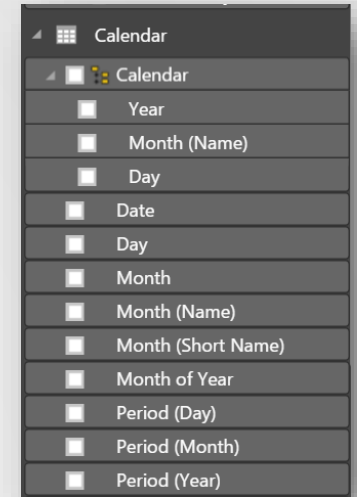 Calendar
Calendar
Year
Month (Name)
Day
Date
Day
Month
Month (Name)
Month (Short Name)
Month of Year
Period (Day)
Period (Month)
Period (Year)